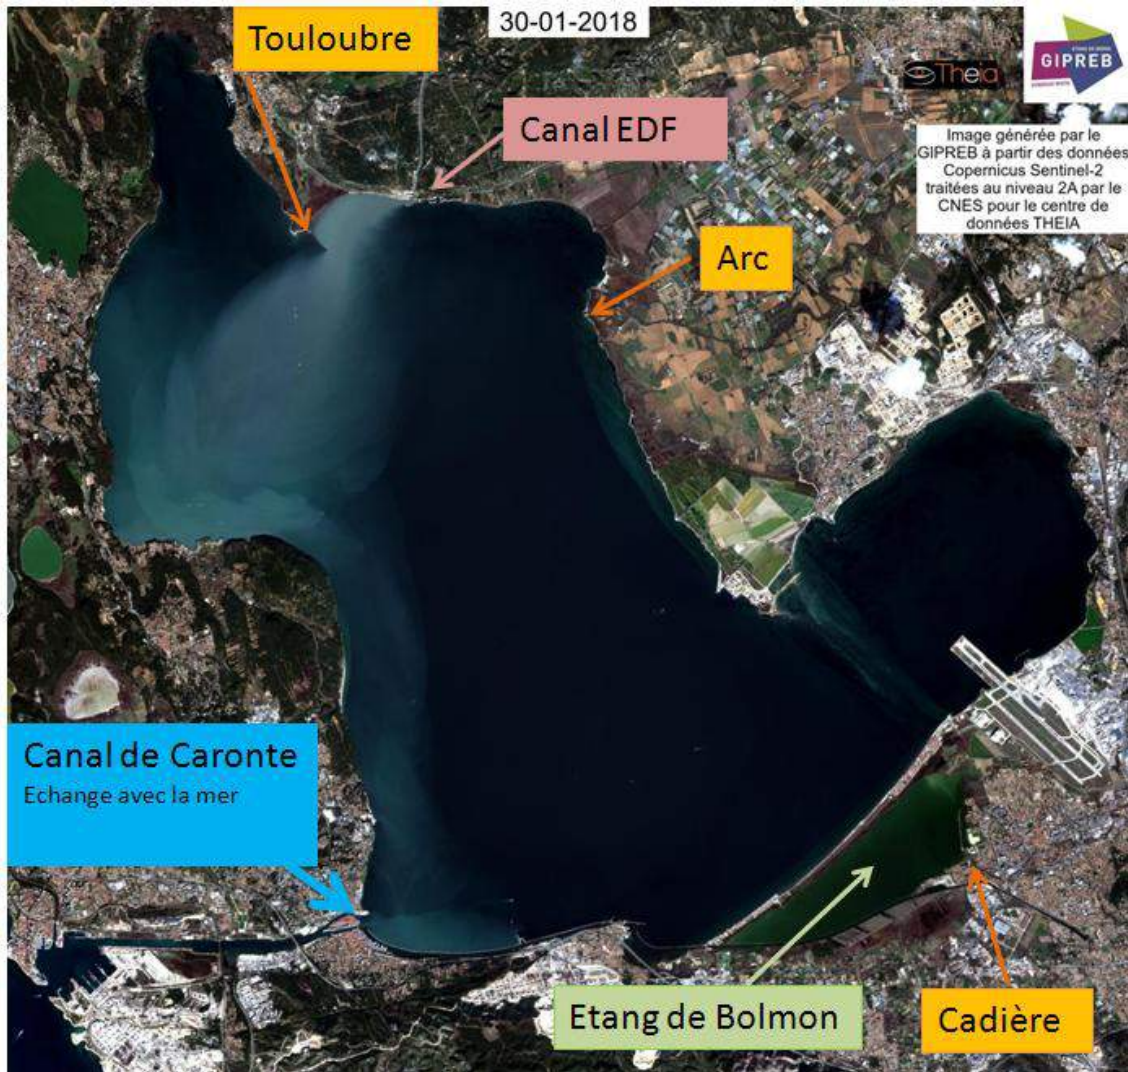 30-01-2018
Touloubre
Canal EDF
Theia
GIPREB
Image générée par le
GIPREB à partir des données
Copernicus Sentinel-2
traitées au niveau 2A par le
CNES pour le centre de
données THEIA
Arc
Canal de Caronte
Echange avec la mer
Etang de Bolmon
Cadière